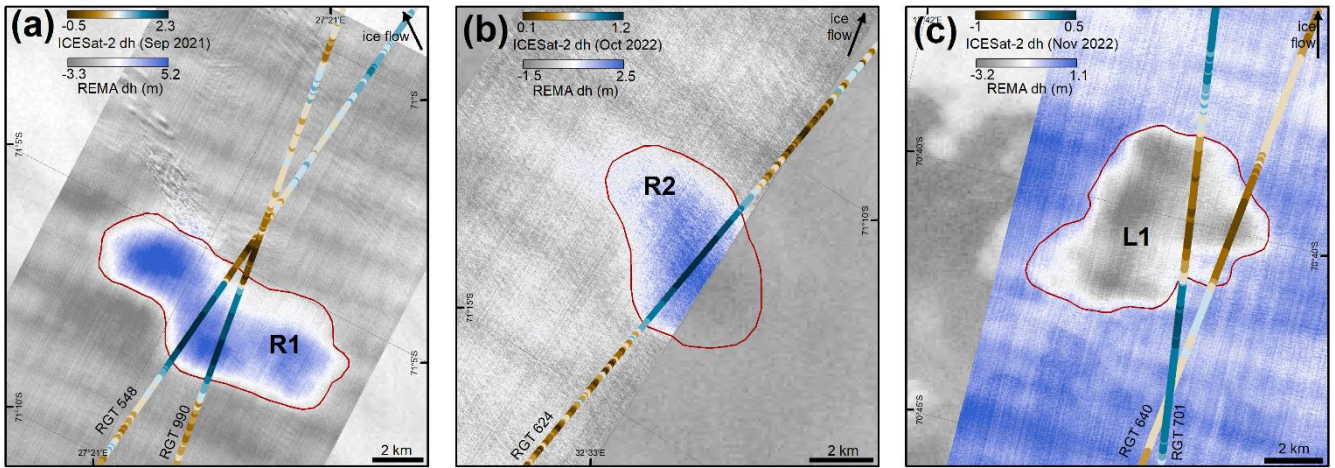 (a)
-0.5 2.3
ICESat-2 dh (Sep 2021)
-3.3 5.2
REMA dh (m)
27°21'E
ice flow
71°S
71°5'S
R1
71°5'S
71°10'S
RGT 548
RGT 990
27°21'E
2 km
(b)
0.1 1.2
ICESat-2 dh (Oct 2022)
-1.5 2.5
REMA dh (m)
ice
flow
R2
71°10'S
71°15'S
RGT 624
32°33'E
2 km
(c)
-1 0.5
ICESat-2 dh (Nov 2022)
-3.2 1.1
REMA dh (m)
ice
flow
70°40'S
L1
70°40'S
70°45'S
RGT 640
RGT 701
2 km